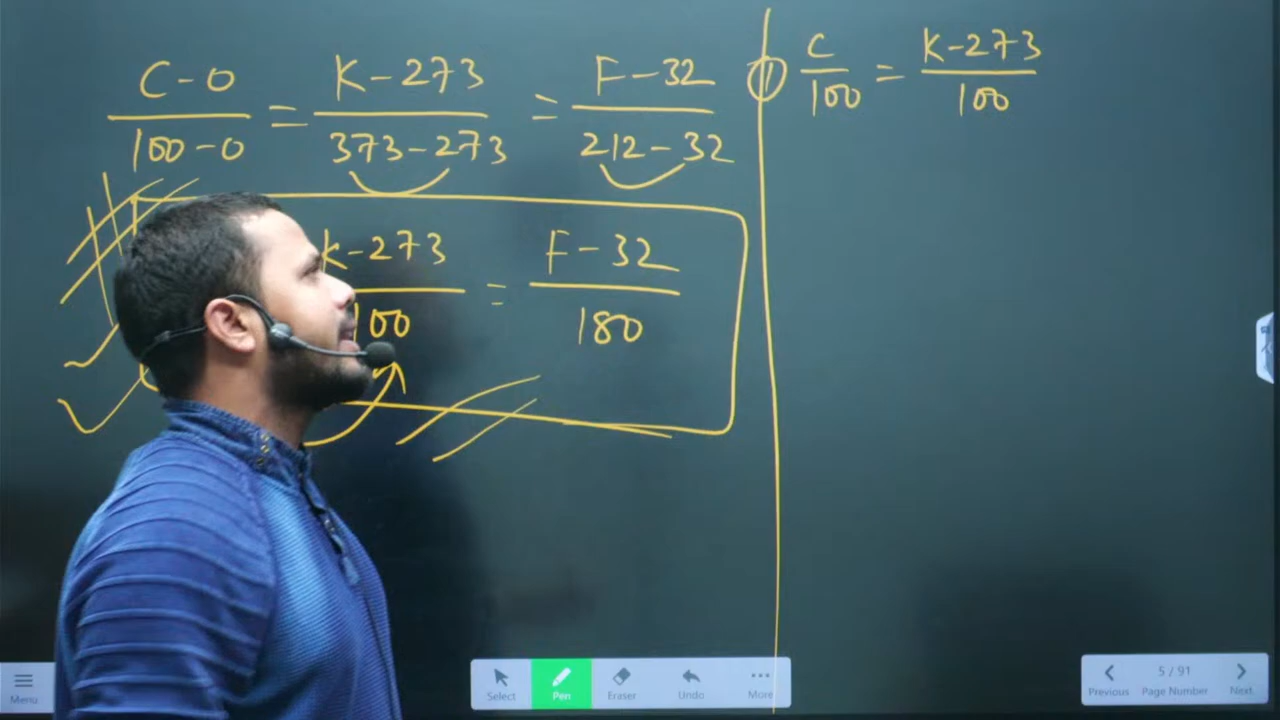 C-0 / 100-0 = K-273 / 373-273 = F-32 / 212-32
K-273 / 100 = F-32 / 180
① C / 100 = K-273 / 100
Menu
Select Pen Eraser Undo More
5 / 91
Previous Page Number Next